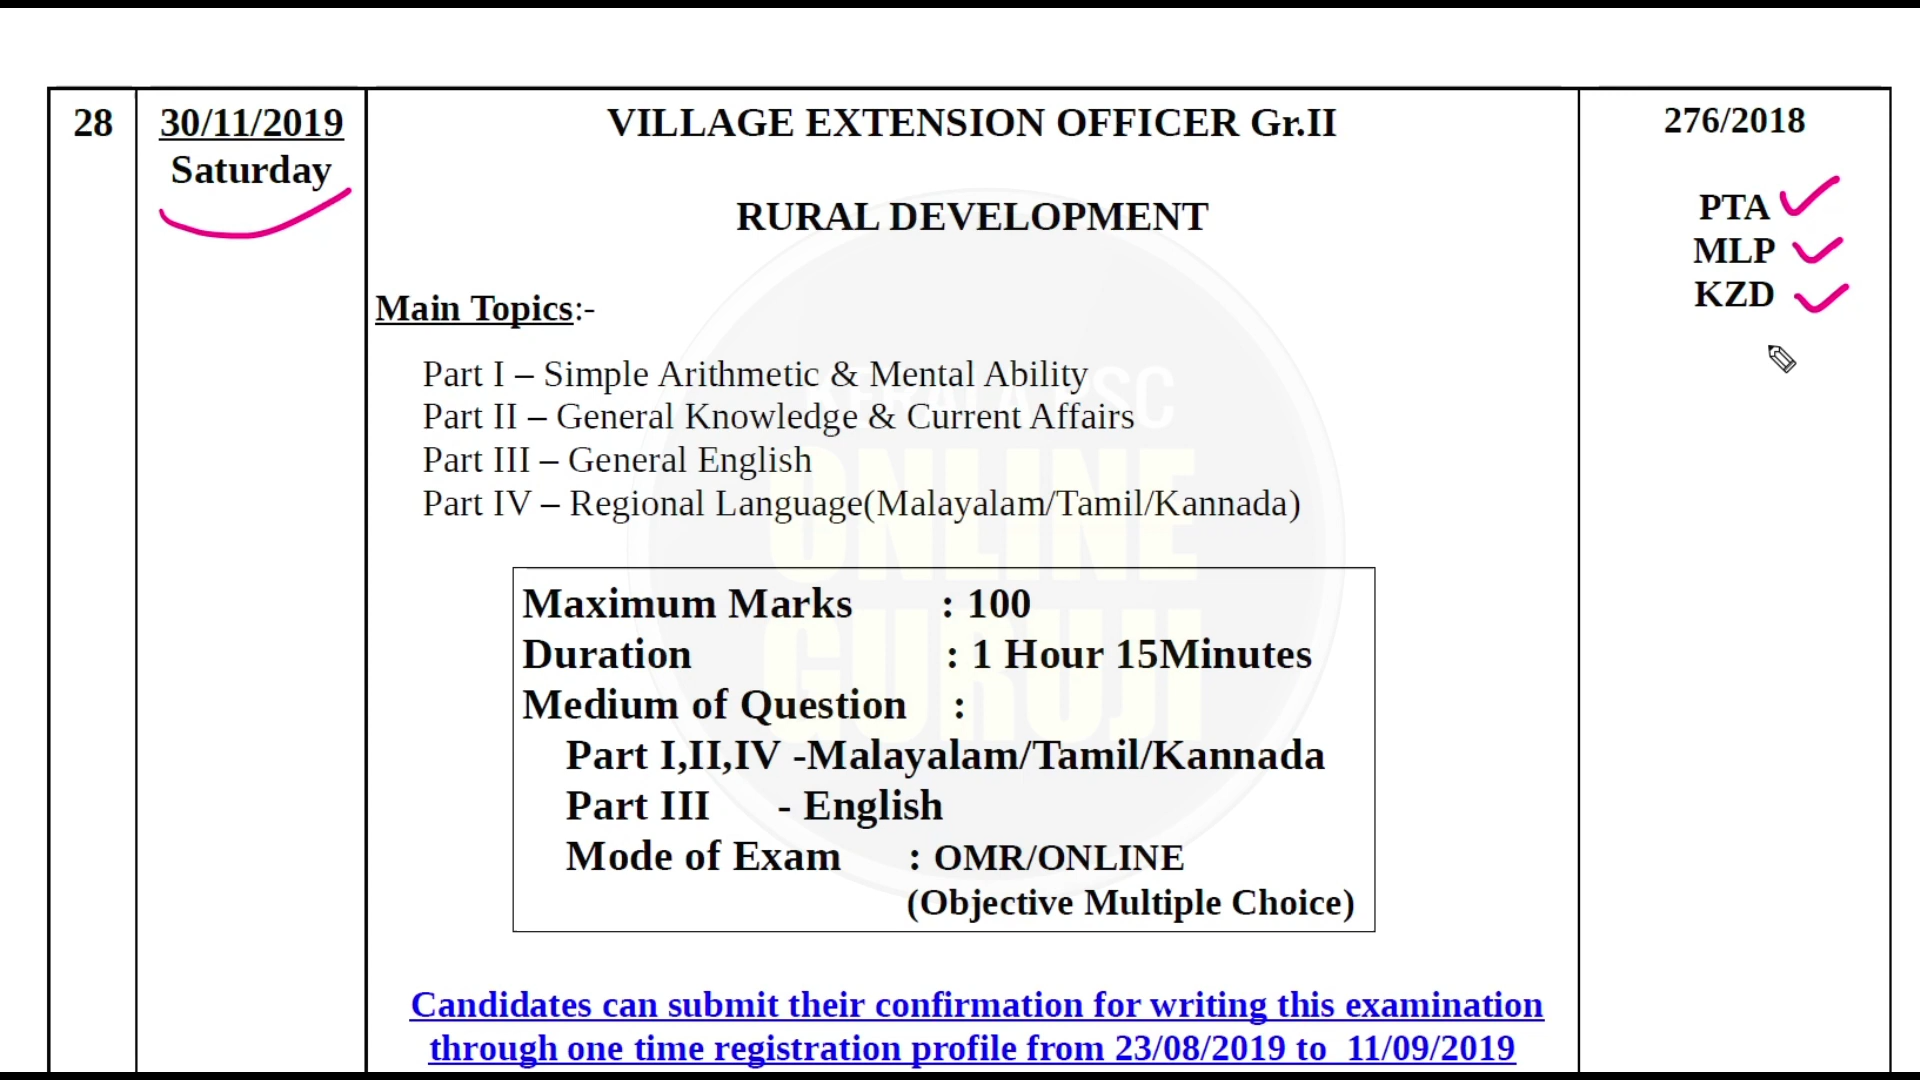 28
30/11/2019
Saturday
VILLAGE EXTENSION OFFICER Gr.II
RURAL DEVELOPMENT
Main Topics:-
Part I – Simple Arithmetic & Mental Ability
Part II – General Knowledge & Current Affairs
Part III – General English
Part IV – Regional Language(Malayalam/Tamil/Kannada)
Maximum Marks : 100
Duration : 1 Hour 15Minutes
Medium of Question :
Part I,II,IV -Malayalam/Tamil/Kannada
Part III - English
Mode of Exam : OMR/ONLINE
(Objective Multiple Choice)
Candidates can submit their confirmation for writing this examination
through one time registration profile from 23/08/2019 to 11/09/2019
276/2018
PTA
MLP
KZD
KERALA PSC
ONLINE
GURUJI